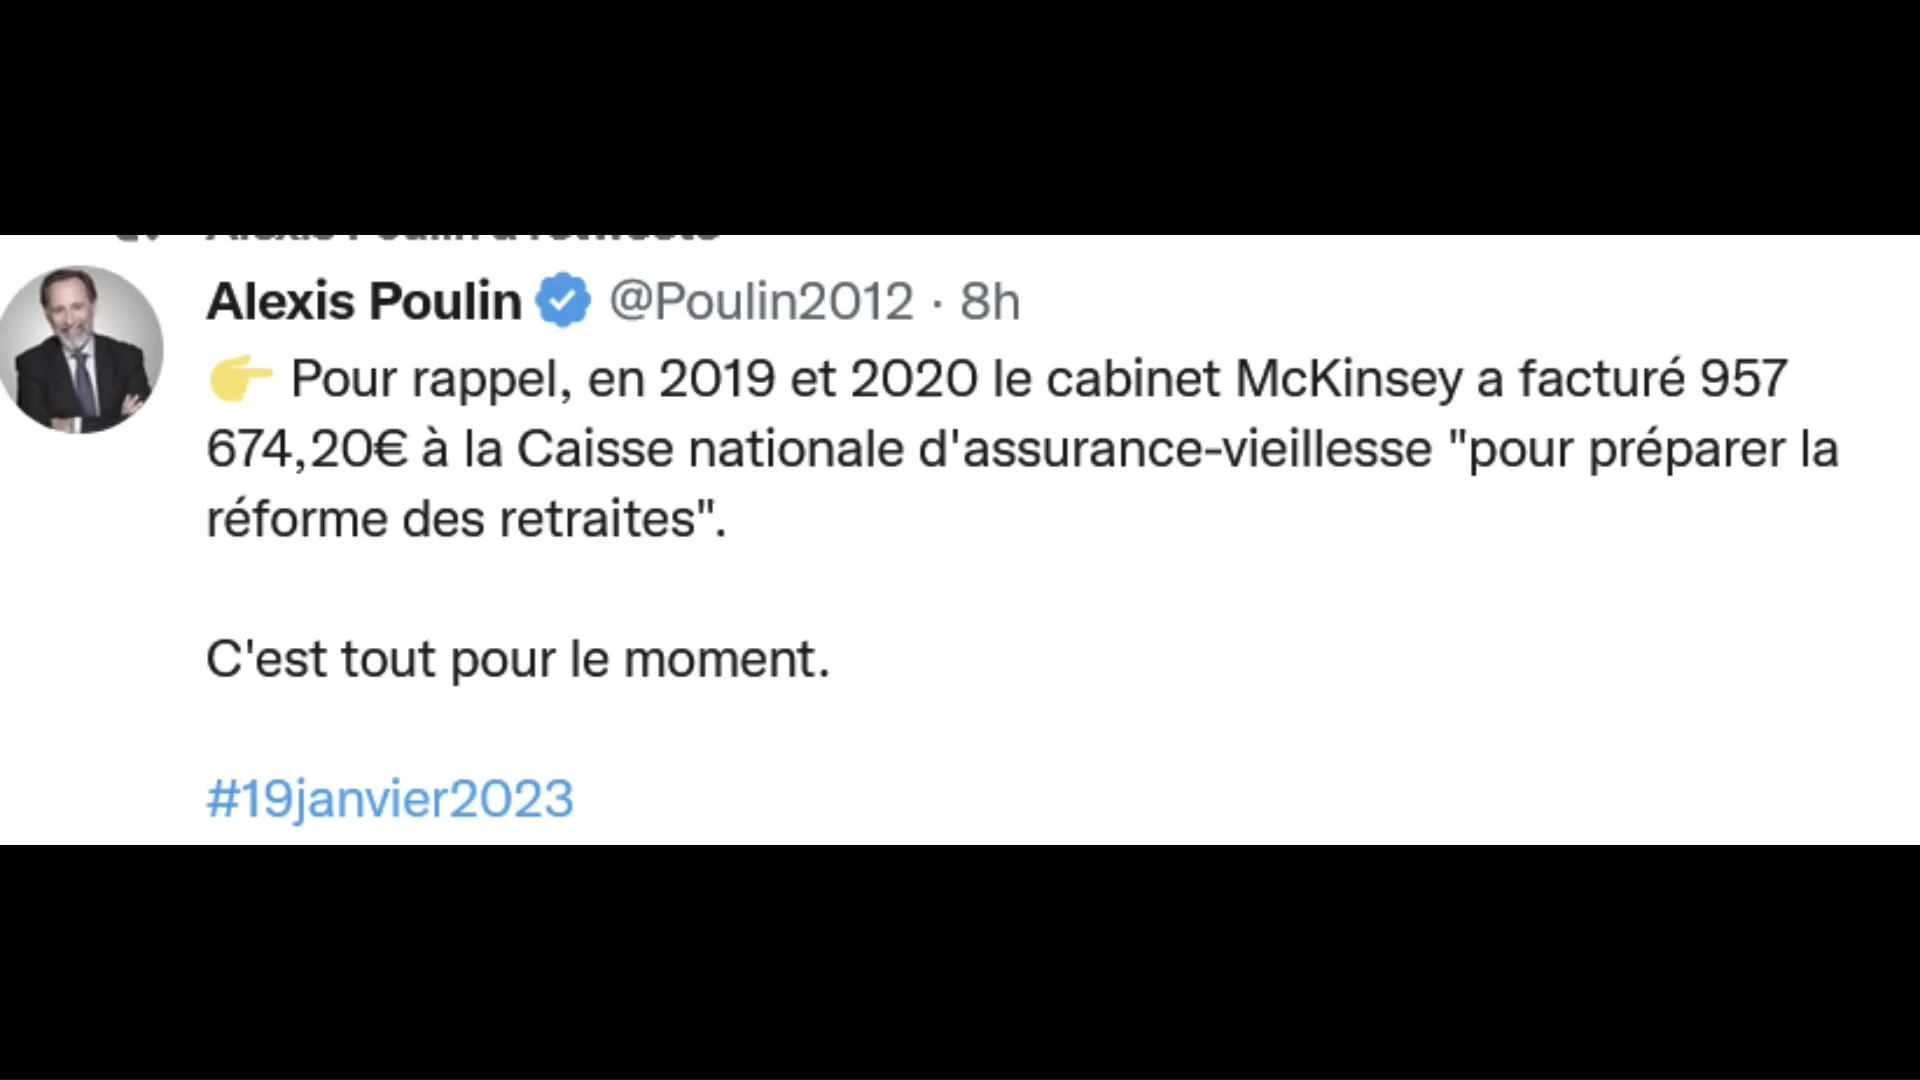 Alexis Poulin @Poulin2012 · 8h
👉 Pour rappel, en 2019 et 2020 le cabinet McKinsey a facturé 957
674,20€ à la Caisse nationale d'assurance-vieillesse "pour préparer la
réforme des retraites".
C'est tout pour le moment.
#19janvier2023